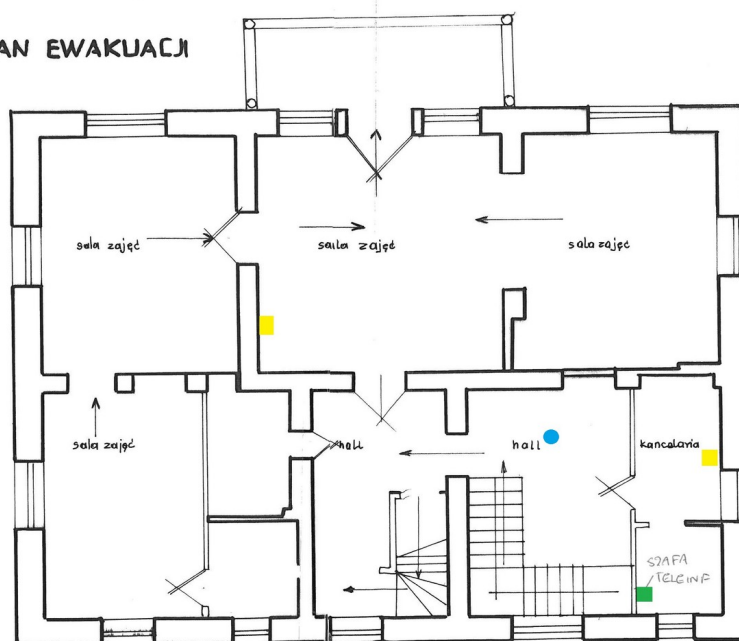 AN EWAKUACJI
sala zajęć
sala zajęć
sala zajęć
sala zajęć
hall
hall
kancelaria
SZAFA
TELEINF